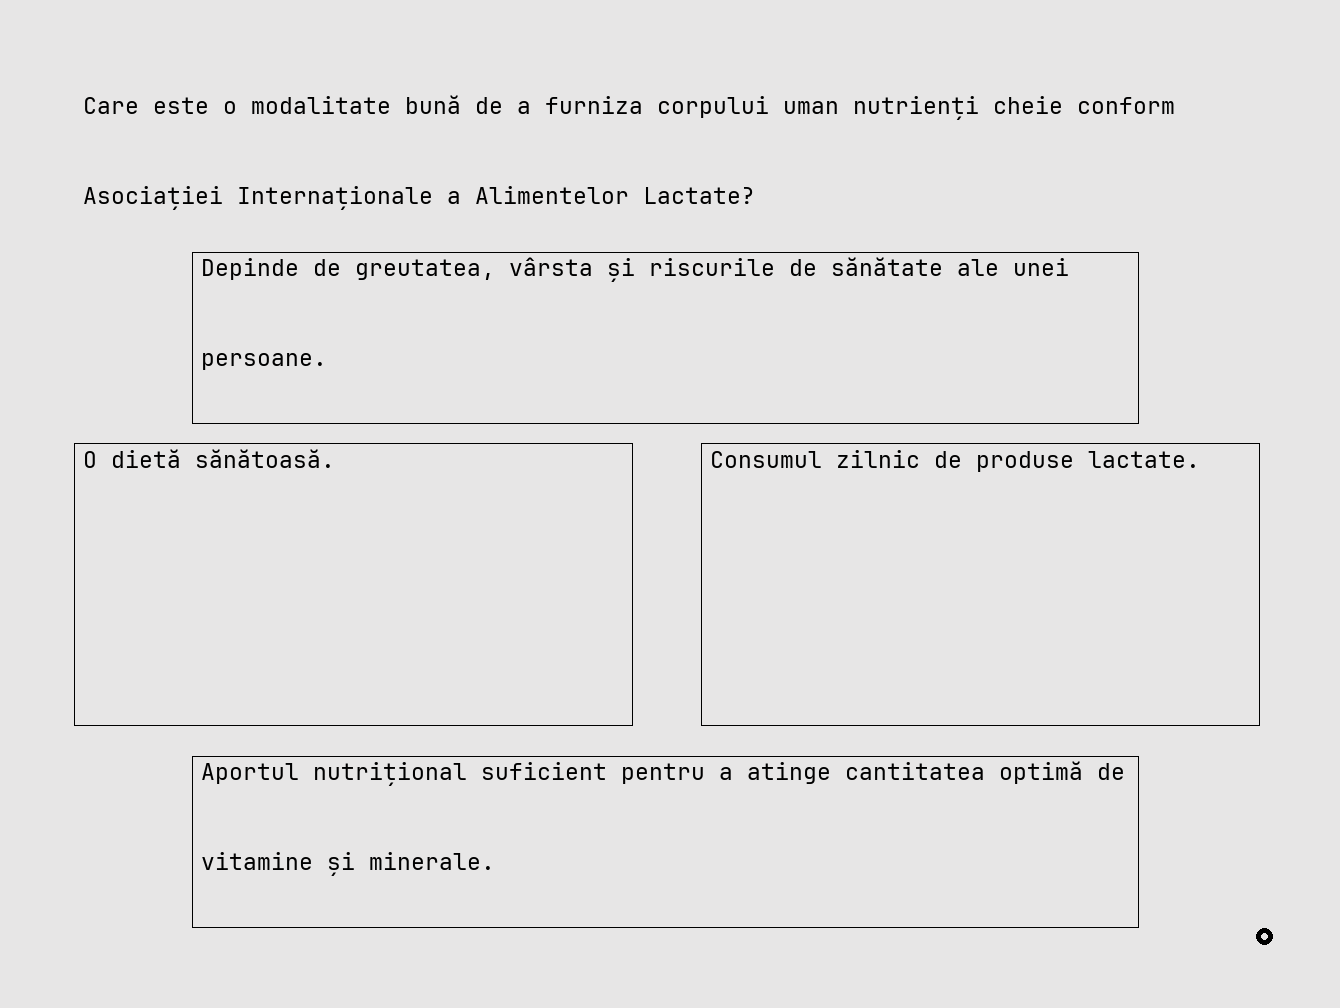 Care este o modalitate bună de a furniza corpului uman nutrienți cheie conform
Asociației Internaționale a Alimentelor Lactate?
Depinde de greutatea, vârsta și riscurile de sănătate ale unei
persoane.
O dietă sănătoasă.
Consumul zilnic de produse lactate.
Aportul nutrițional suficient pentru a atinge cantitatea optimă de
vitamine și minerale.